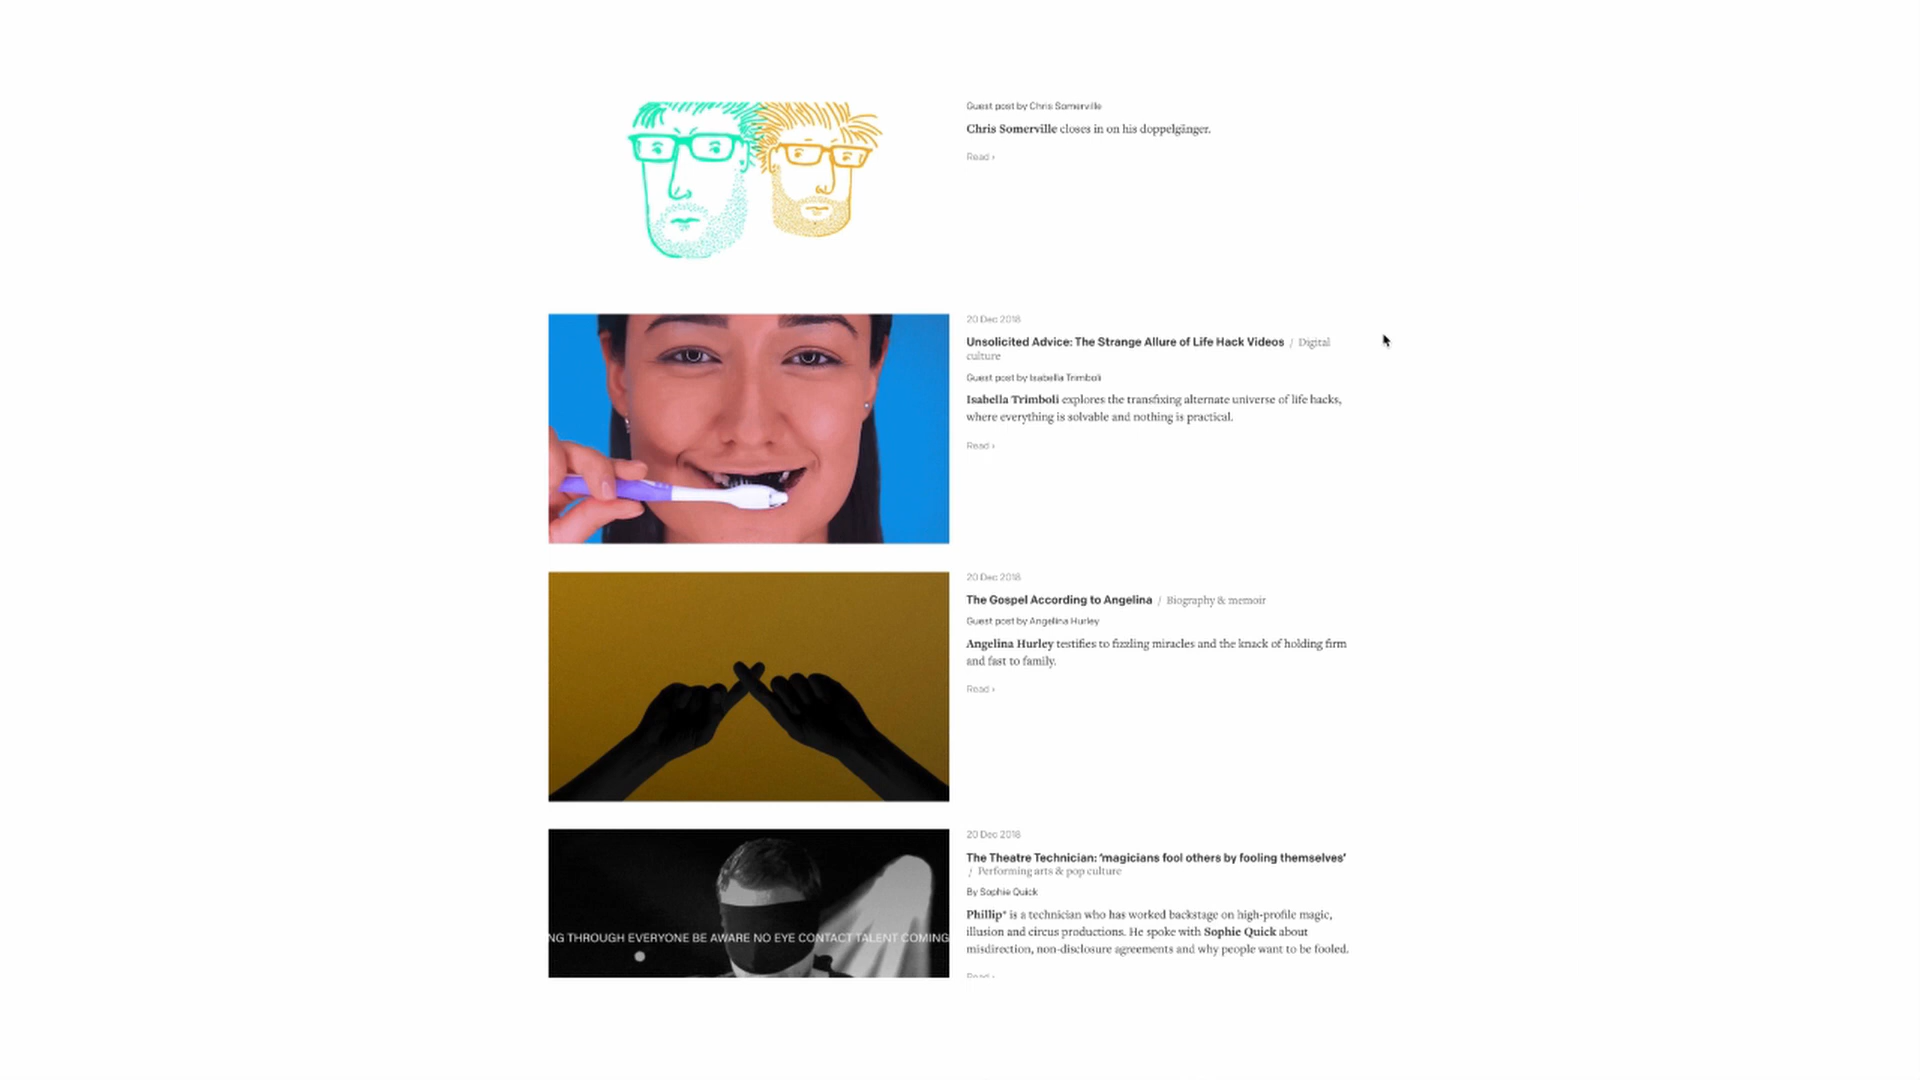 Guest post by Chris Somerville
Chris Somerville closes in on his doppelgänger.
Read ›
20 Dec 2018
Unsolicited Advice: The Strange Allure of Life Hack Videos / Digital
culture
Guest post by Isabella Trimboli
Isabella Trimboli explores the transfixing alternate universe of life hacks,
where everything is solvable and nothing is practical.
Read ›
20 Dec 2018
The Gospel According to Angelina / Biography & memoir
Guest post by Angelina Hurley
Angelina Hurley testifies to fizzling miracles and the knack of holding firm
and fast to family.
Read ›
NG THROUGH EVERYONE BE AWARE NO EYE CONTACT TALENT COMING
20 Dec 2018
The Theatre Technician: ‘magicians fool others by fooling themselves’
/ Performing arts & pop culture
By Sophie Quick
Phillip* is a technician who has worked backstage on high-profile magic,
illusion and circus productions. He spoke with Sophie Quick about
misdirection, non-disclosure agreements and why people want to be fooled.
Read ›